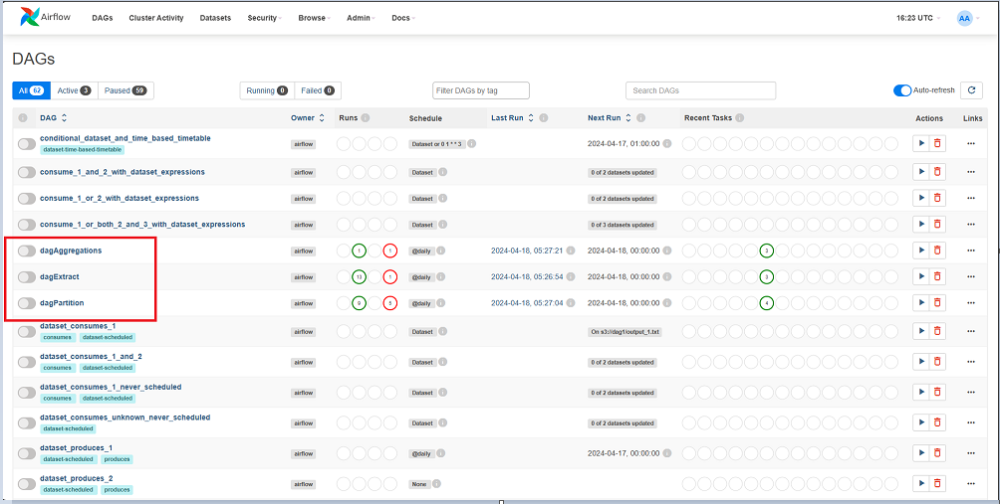 Airflow DAGs Cluster Activity Datasets Security Browse Admin Docs 16:23 UTC AA
DAGs
All 62 Active 3 Paused 59 Running 0 Failed 0 Filter DAGs by tag Search DAGs Auto-refresh
DAG Owner Runs Schedule Last Run Next Run Recent Tasks Actions Links
conditional_dataset_and_time_based_timetable airflow Dataset or 0 1 * * 3 2024-04-17, 01:00:00
dataset-time-based-timetable
consume_1_and_2_with_dataset_expressions airflow Dataset 0 of 2 datasets updated
consume_1_or_2_with_dataset_expressions airflow Dataset 0 of 2 datasets updated
consume_1_or_both_2_and_3_with_dataset_expressions airflow Dataset 0 of 3 datasets updated
dagAggregations airflow 1 1 @daily 2024-04-18, 05:27:21 2024-04-18, 00:00:00 3
dagExtract airflow 13 1 @daily 2024-04-18, 05:26:54 2024-04-18, 00:00:00 3
dagPartition airflow 9 5 @daily 2024-04-18, 05:27:04 2024-04-18, 00:00:00 4
dataset_consumes_1 airflow Dataset On s3://dag1/output_1.txt
consumes dataset-scheduled
dataset_consumes_1_and_2 airflow Dataset 0 of 2 datasets updated
consumes dataset-scheduled
dataset_consumes_1_never_scheduled airflow Dataset 0 of 2 datasets updated
consumes dataset-scheduled
dataset_consumes_unknown_never_scheduled airflow Dataset 0 of 2 datasets updated
dataset-scheduled
dataset_produces_1 airflow @daily 2024-04-17, 00:00:00
dataset-scheduled produces
dataset_produces_2 airflow None
dataset-scheduled produces